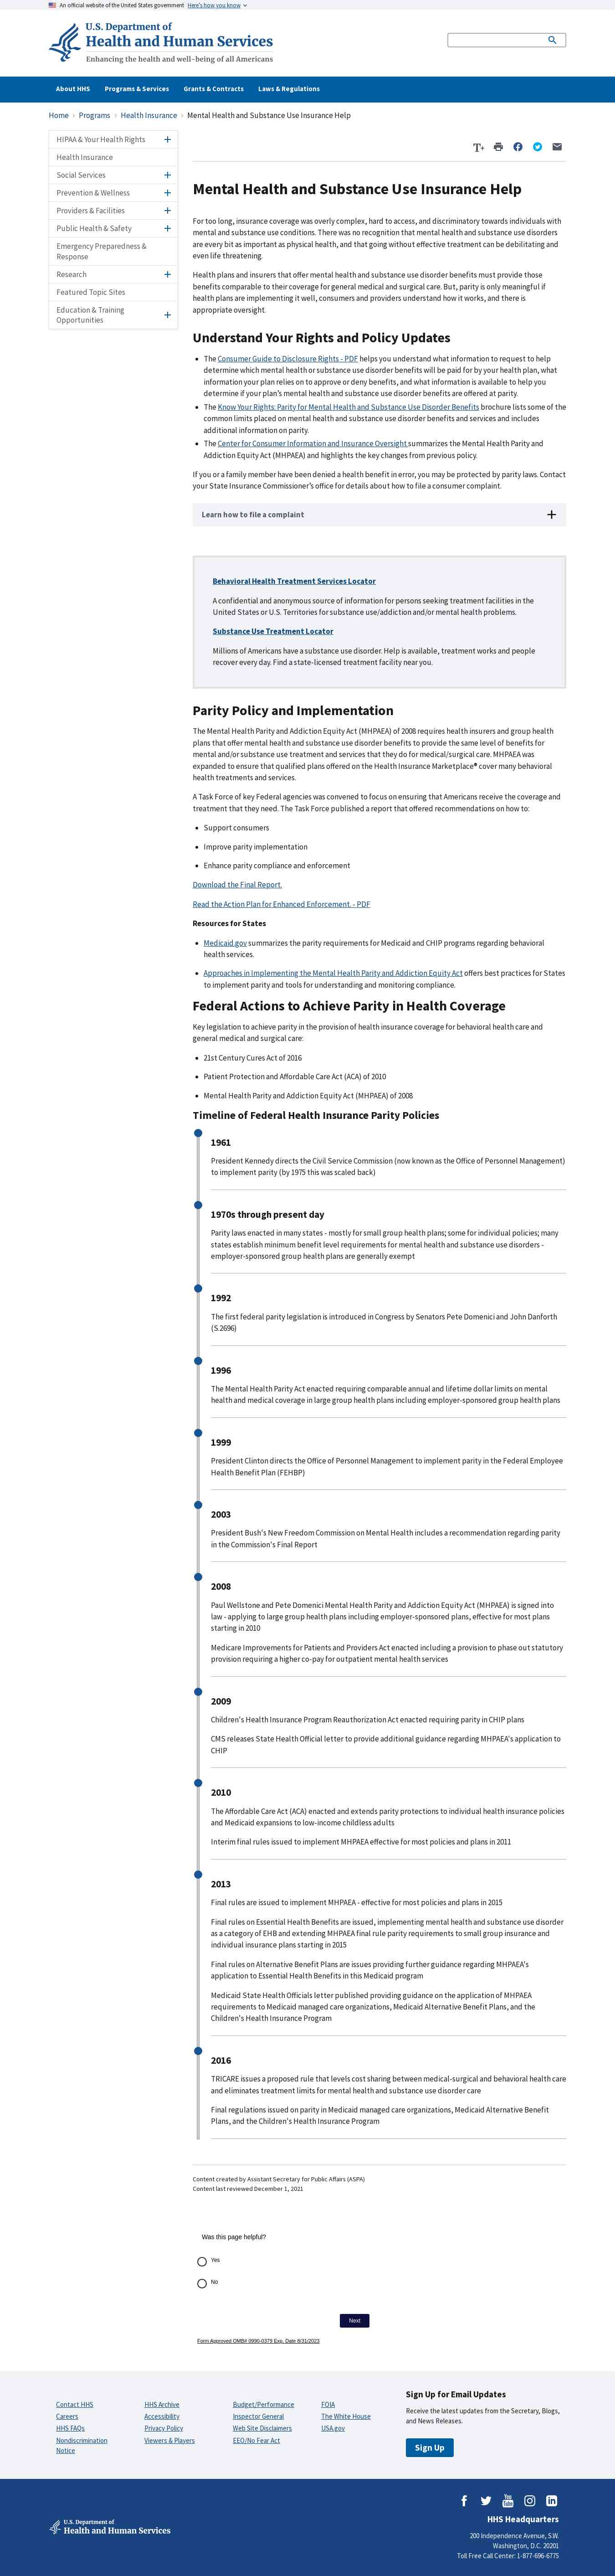 An official website of the United States government Here's how you know
U.S. Department of
Health and Human Services
Enhancing the health and well-being of all Americans
About HHS Programs & Services Grants & Contracts Laws & Regulations
Home Programs Health Insurance Mental Health and Substance Use Insurance Help
HIPAA & Your Health Rights
Health Insurance
Social Services
Prevention & Wellness
Providers & Facilities
Public Health & Safety
Emergency Preparedness &
Response
Research
Featured Topic Sites
Education & Training
Opportunities
T+
Mental Health and Substance Use Insurance Help
For too long, insurance coverage was overly complex, hard to access, and discriminatory towards individuals with
mental and substance use conditions. There was no recognition that mental health and substance use disorders
are every bit as important as physical health, and that going without effective treatment can be debilitating and
even life threatening.
Health plans and insurers that offer mental health and substance use disorder benefits must provide those
benefits comparable to their coverage for general medical and surgical care. But, parity is only meaningful if
health plans are implementing it well, consumers and providers understand how it works, and there is
appropriate oversight.
Understand Your Rights and Policy Updates
The Consumer Guide to Disclosure Rights - PDF helps you understand what information to request to help
determine which mental health or substance use disorder benefits will be paid for by your health plan, what
information your plan relies on to approve or deny benefits, and what information is available to help you
determine if your plan's mental health and substance use disorder benefits comply with the law.
The Know Your Rights: Parity for Mental Health and Substance Use Disorder Benefits brochure lists some of the
common limits placed on mental health and substance use disorder benefits and services and includes
additional information on parity.
The Center for Consumer Information and Insurance Oversight summarizes the Mental Health Parity and
Addiction Equity Act (MHPAEA) and highlights the key changes from previous policy.
If you or a family member have been denied a health benefit in error, you may be protected by parity laws. Contact
your State Insurance Commissioner's office for details about how to file a consumer complaint.
Learn how to file a complaint
Behavioral Health Treatment Services Locator
A confidential and anonymous source of information for persons seeking treatment facilities in the
United States or U.S. Territories for substance use/addiction and/or mental health problems.
Substance Use Treatment Locator
Millions of Americans have a substance use disorder. Help is available, treatment works and people
recover every day. Find a state-licensed treatment facility near you.
Parity Policy and Implementation
The Mental Health Parity and Addiction Equity Act (MHPAEA) of 2008 requires health insurers and group health
plans that offer mental health and substance use disorder benefits to provide the same level of benefits for
mental and/or substance use treatment and services that they do for medical/surgical care. MHPAEA was
expanded to ensure that qualified plans offered on the Health Insurance Marketplace® cover many behavioral
health treatments and services.
A Task Force of key Federal agencies was convened to focus on ensuring that Americans receive the coverage and
treatment that they need. The Task Force published a report that offered recommendations on how to:
Support consumers
Improve parity implementation
Enhance parity compliance and enforcement
Download the Final Report.
Read the Action Plan for Enhanced Enforcement. - PDF
Resources for States
Medicaid.gov summarizes the parity requirements for Medicaid and CHIP programs regarding behavioral
health services.
Approaches in Implementing the Mental Health Parity and Addiction Equity Act offers best practices for States
to implement parity and tools for understanding and monitoring compliance.
Federal Actions to Achieve Parity in Health Coverage
Key legislation to achieve parity in the provision of health insurance coverage for behavioral health care and
general medical and surgical care:
21st Century Cures Act of 2016
Patient Protection and Affordable Care Act (ACA) of 2010
Mental Health Parity and Addiction Equity Act (MHPAEA) of 2008
Timeline of Federal Health Insurance Parity Policies
1961
President Kennedy directs the Civil Service Commission (now known as the Office of Personnel Management)
to implement parity (by 1975 this was scaled back)
1970s through present day
Parity laws enacted in many states - mostly for small group health plans; some for individual policies; many
states establish minimum benefit level requirements for mental health and substance use disorders -
employer-sponsored group health plans are generally exempt
1992
The first federal parity legislation is introduced in Congress by Senators Pete Domenici and John Danforth
(S.2696)
1996
The Mental Health Parity Act enacted requiring comparable annual and lifetime dollar limits on mental
health and medical coverage in large group health plans including employer-sponsored group health plans
1999
President Clinton directs the Office of Personnel Management to implement parity in the Federal Employee
Health Benefit Plan (FEHBP)
2003
President Bush's New Freedom Commission on Mental Health includes a recommendation regarding parity
in the Commission's Final Report
2008
Paul Wellstone and Pete Domenici Mental Health Parity and Addiction Equity Act (MHPAEA) is signed into
law - applying to large group health plans including employer-sponsored plans, effective for most plans
starting in 2010
Medicare Improvements for Patients and Providers Act enacted including a provision to phase out statutory
provision requiring a higher co-pay for outpatient mental health services
2009
Children's Health Insurance Program Reauthorization Act enacted requiring parity in CHIP plans
CMS releases State Health Official letter to provide additional guidance regarding MHPAEA's application to
CHIP
2010
The Affordable Care Act (ACA) enacted and extends parity protections to individual health insurance policies
and Medicaid expansions to low-income childless adults
Interim final rules issued to implement MHPAEA effective for most policies and plans in 2011
2013
Final rules are issued to implement MHPAEA - effective for most policies and plans in 2015
Final rules on Essential Health Benefits are issued, implementing mental health and substance use disorder
as a category of EHB and extending MHPAEA final rule parity requirements to small group insurance and
individual insurance plans starting in 2015
Final rules on Alternative Benefit Plans are issues providing further guidance regarding MHPAEA's
application to Essential Health Benefits in this Medicaid program
Medicaid State Health Officials letter published providing guidance on the application of MHPAEA
requirements to Medicaid managed care organizations, Medicaid Alternative Benefit Plans, and the
Children's Health Insurance Program
2016
TRICARE issues a proposed rule that levels cost sharing between medical-surgical and behavioral health care
and eliminates treatment limits for mental health and substance use disorder care
Final regulations issued on parity in Medicaid managed care organizations, Medicaid Alternative Benefit
Plans, and the Children's Health Insurance Program
Content created by Assistant Secretary for Public Affairs (ASPA)
Content last reviewed December 1, 2021
Was this page helpful?
Yes
No
Next
Form Approved OMB# 0990-0379 Exp. Date 8/31/2023
Contact HHS
Careers
HHS FAQs
Nondiscrimination
Notice
HHS Archive
Accessibility
Privacy Policy
Viewers & Players
Budget/Performance
Inspector General
Web Site Disclaimers
EEO/No Fear Act
FOIA
The White House
USA.gov
Sign Up for Email Updates
Receive the latest updates from the Secretary, Blogs,
and News Releases.
Sign Up
U.S. Department of
Health and Human Services
HHS Headquarters
200 Independence Avenue, S.W.
Washington, D.C. 20201
Toll Free Call Center: 1-877-696-6775